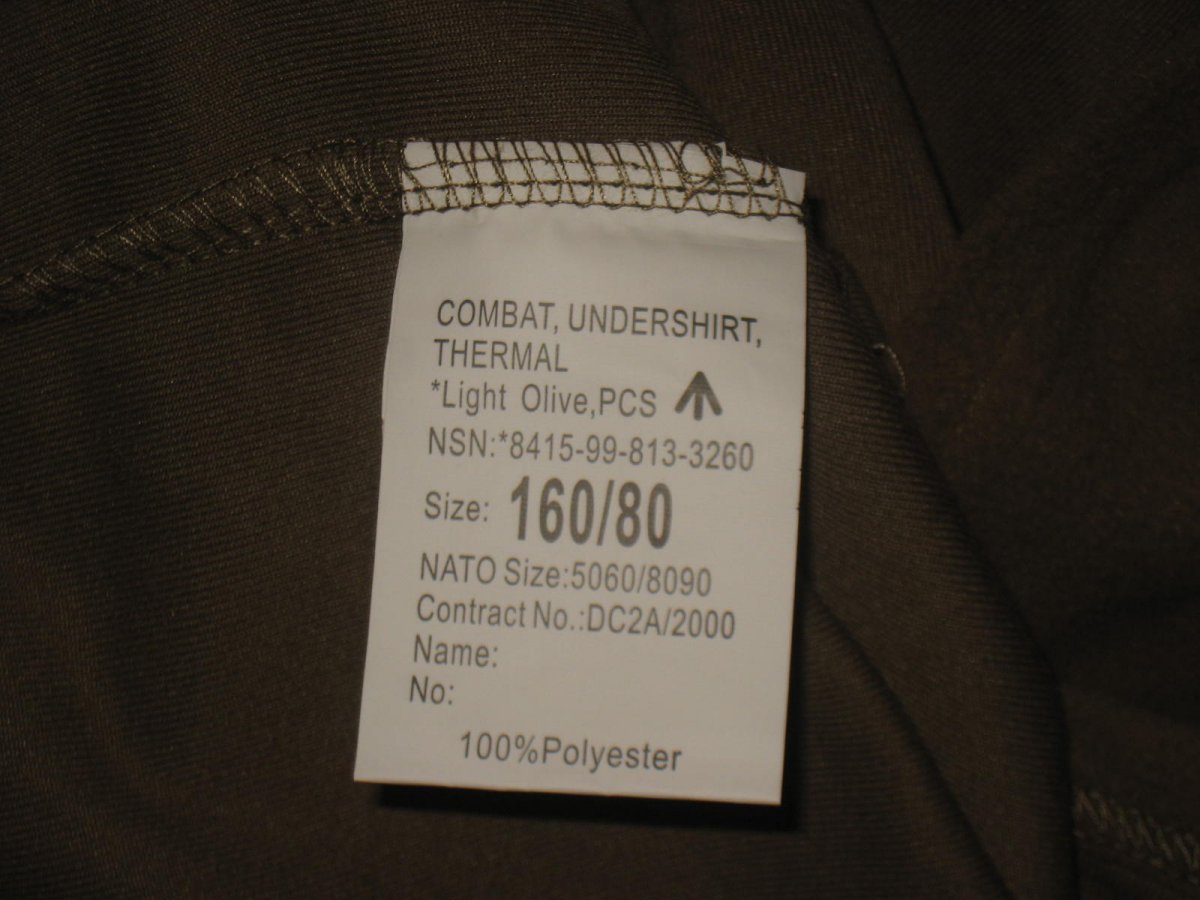 COMBAT, UNDERSHIRT,
THERMAL
*Light Olive,PCS
NSN:*8415-99-813-3260
Size: 160/80
NATO Size:5060/8090
Contract No.:DC2A/2000
Name:
No:
100%Polyester